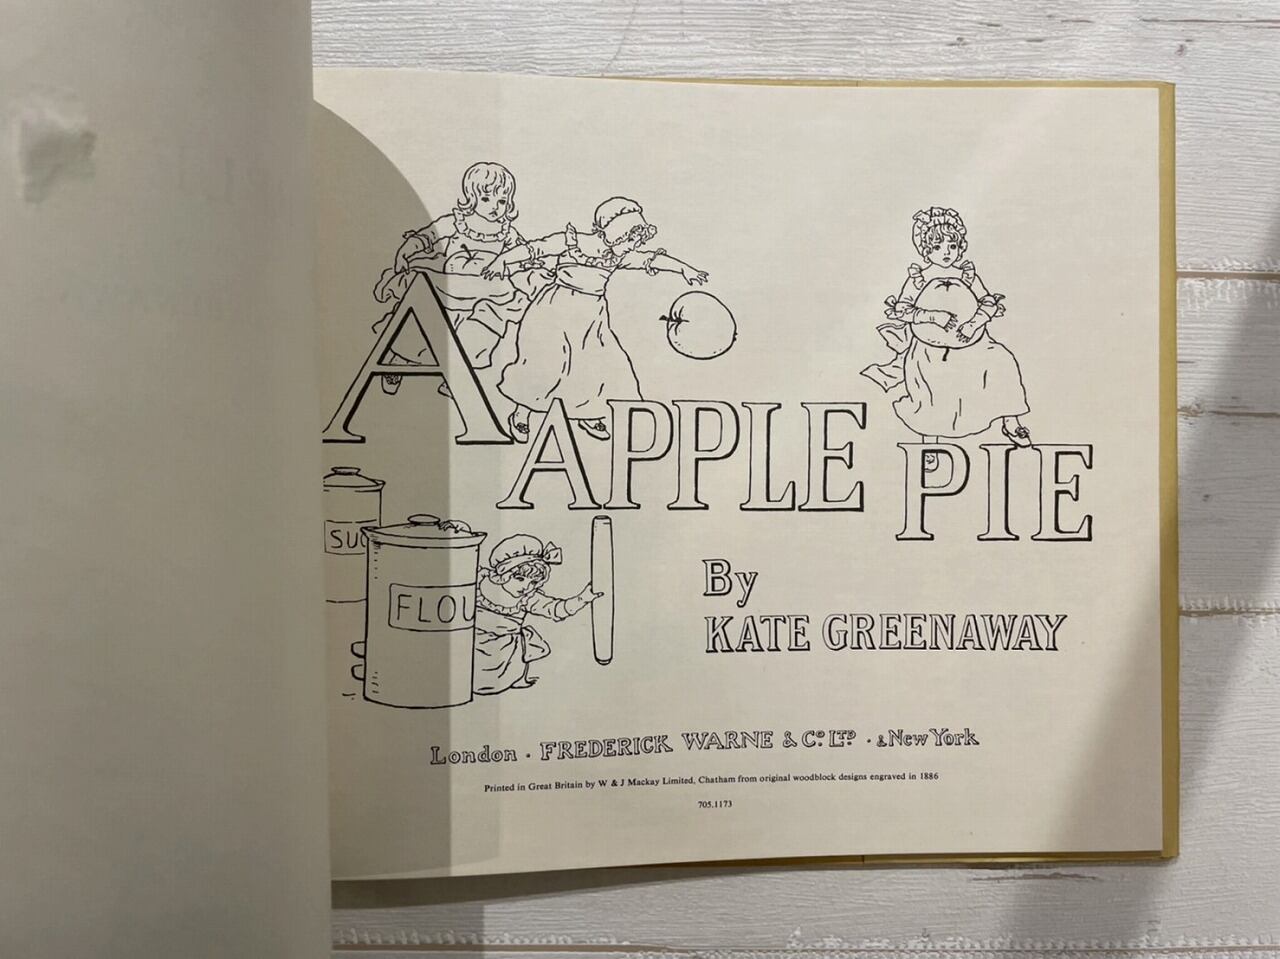 A APPLE PIE
SU
FLOU
By
KATE GREENAWAY
London · FREDERICK WARNE & Co LTD · & New York
Printed in Great Britain by W & J Mackay Limited, Chatham from original woodblock designs engraved in 1886
705.1173